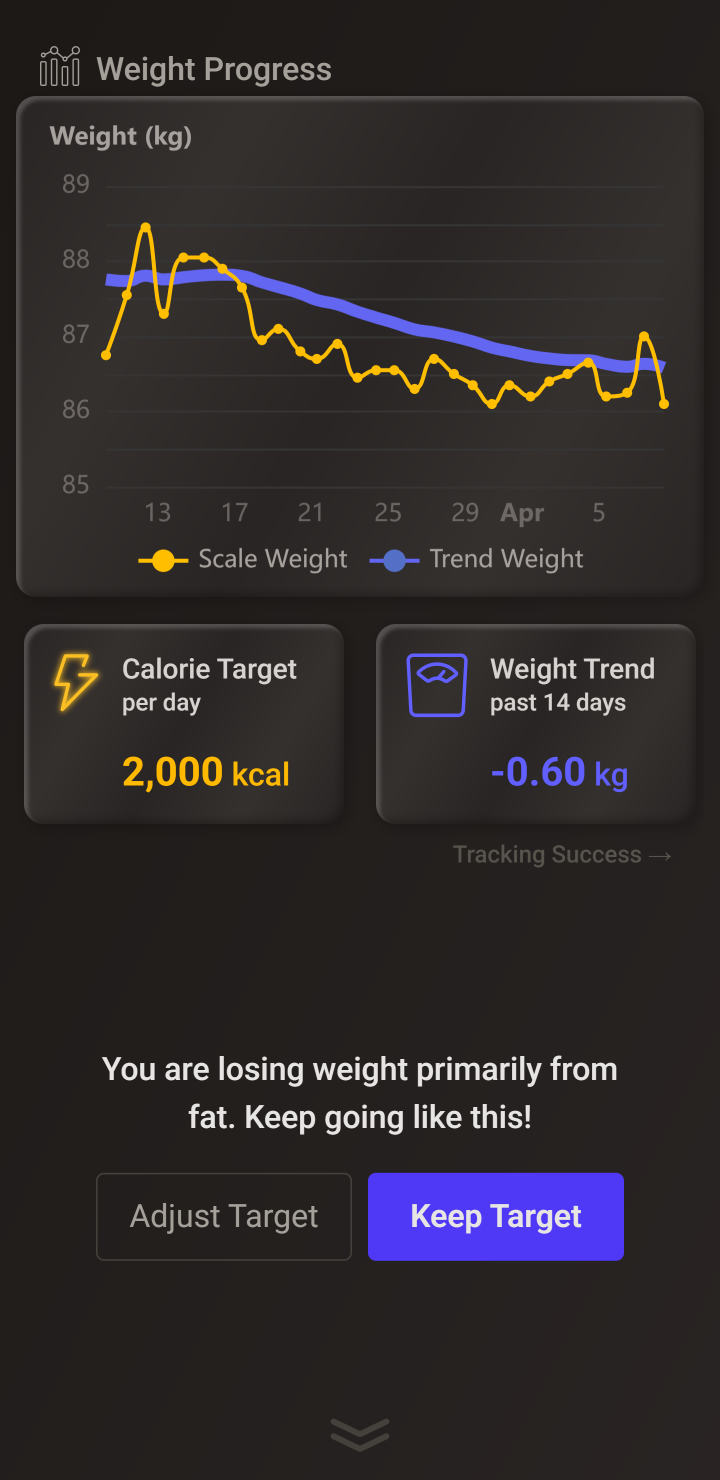 Weight Progress
Weight (kg)
89
88
87
86
85
13 17 21 25 29 Apr 5
Scale Weight Trend Weight
Calorie Target
per day
2,000 kcal
Weight Trend
past 14 days
-0.60 kg
Tracking Success →
You are losing weight primarily from
fat. Keep going like this!
Adjust Target
Keep Target